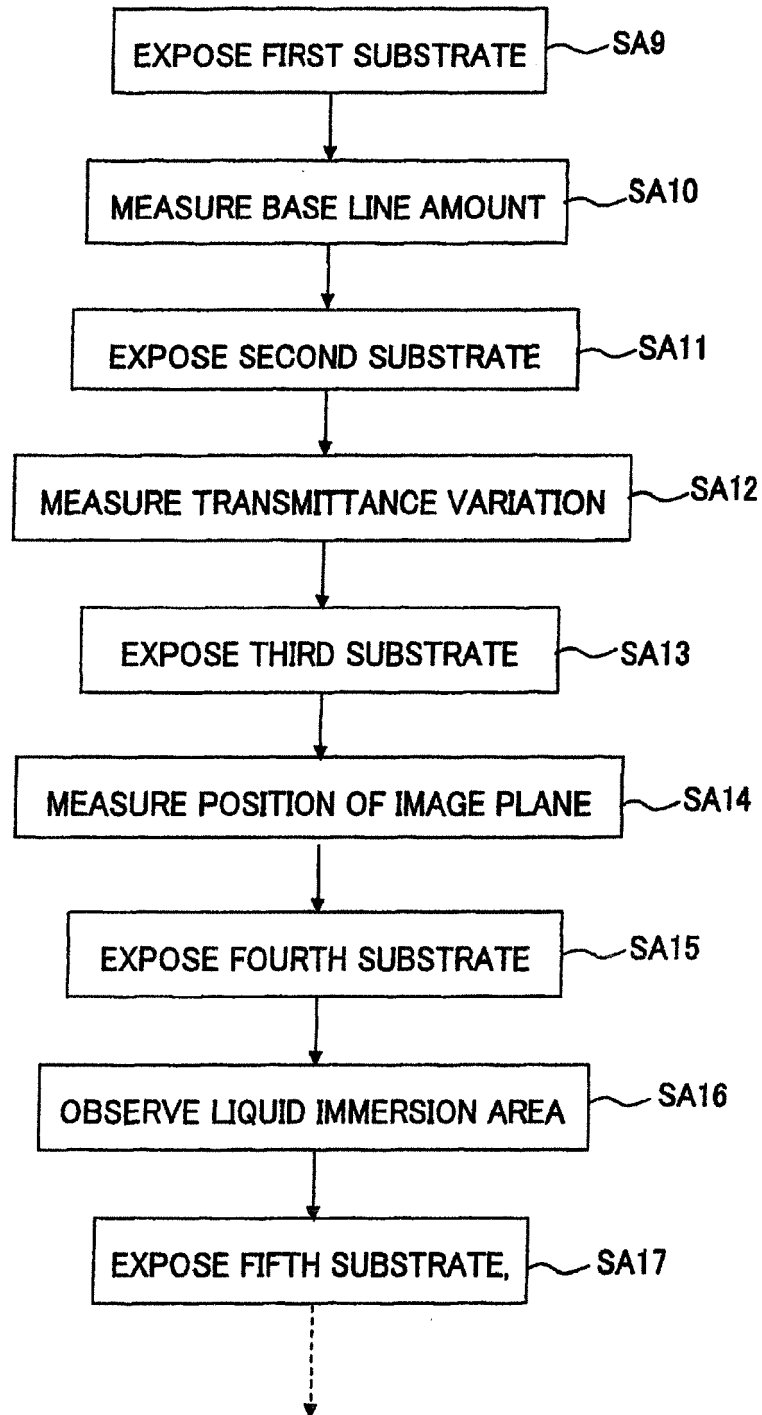 EXPOSE FIRST SUBSTRATE
SA9
MEASURE BASE LINE AMOUNT
SA10
EXPOSE SECOND SUBSTRATE
SA11
MEASURE TRANSMITTANCE VARIATION
SA12
EXPOSE THIRD SUBSTRATE
SA13
MEASURE POSITION OF IMAGE PLANE
SA14
EXPOSE FOURTH SUBSTRATE
SA15
OBSERVE LIQUID IMMERSION AREA
SA16
EXPOSE FIFTH SUBSTRATE,
SA17